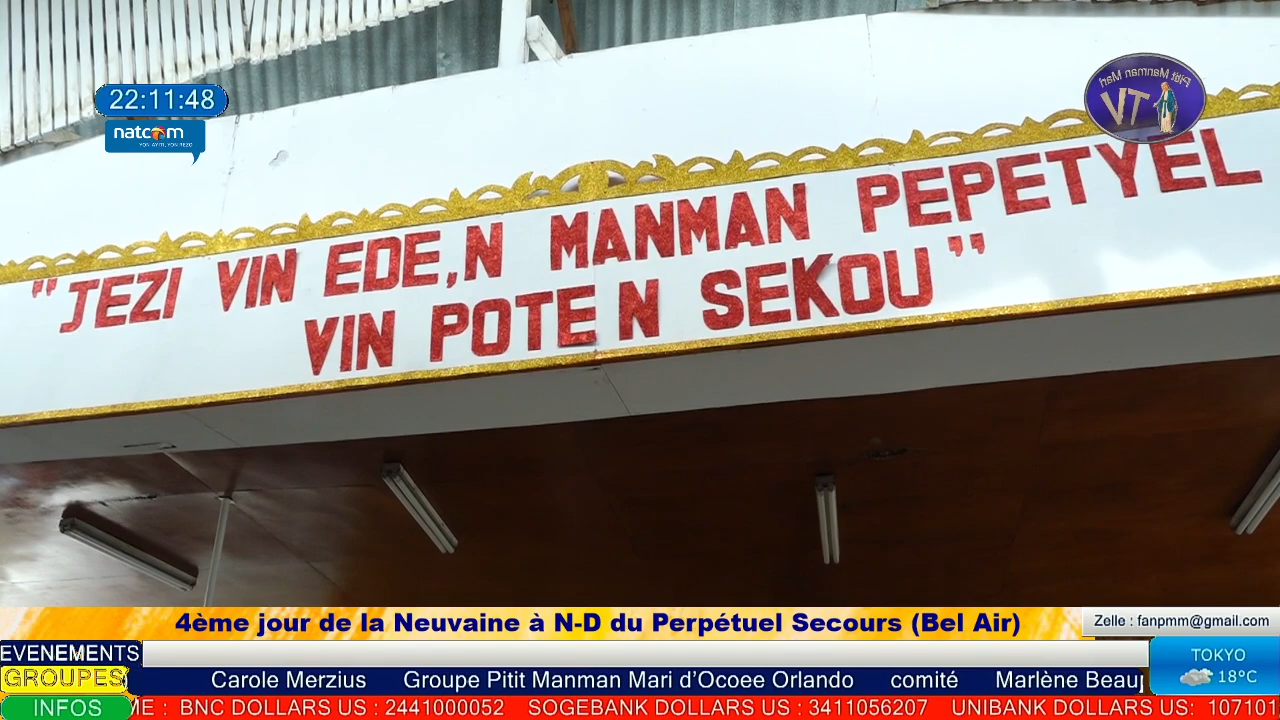 22:11:48
natcom
Pitit Manman Mari
TV
"JEZI VIN EDE,N MANMAN PEPETYEL
VIN POTE N SEKOU"
4ème jour de la Neuvaine à N-D du Perpétuel Secours (Bel Air)
Zelle : fanpmm@gmail.com
EVENEMENTS
TOKYO
18°C
GROUPES
Carole Merzius Groupe Pitit Manman Mari d'Ocoee Orlando comité Marlène
INFOS
ME : BNC DOLLARS US : 2441000052 SOGEBANK DOLLARS US : 3411056207 UNIBANK DOLLARS US: 107101